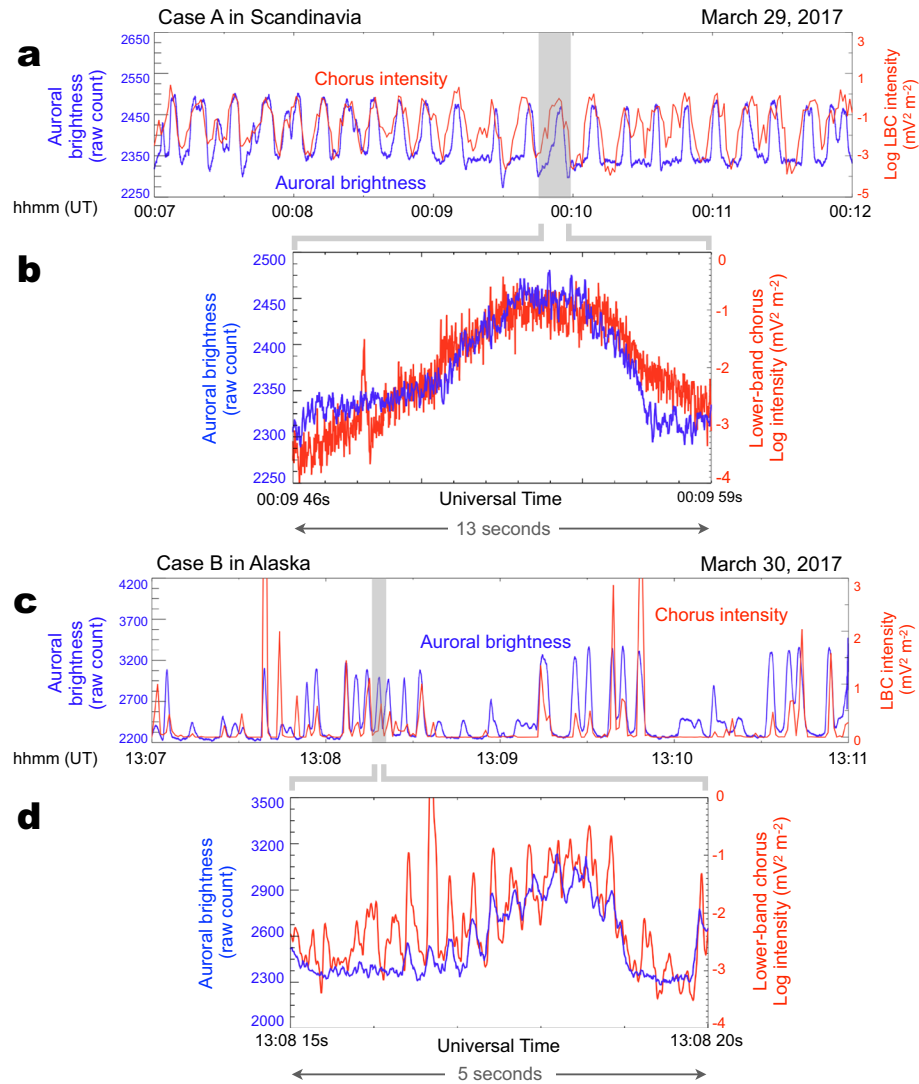 Case A in Scandinavia
March 29, 2017
a
Auroral
brightness
(raw count)
2650
2550
2450
2350
2250
Chorus intensity
Auroral brightness
3
1
-1
-3
-5
Log LBC intensity
(mV² m⁻²)
hhmm (UT)
00:07
00:08
00:09
00:10
00:11
00:12
b
Auroral brightness
(raw count)
2500
2450
2400
2350
2300
2250
0
-1
-2
-3
-4
Lower-band chorus
Log intensity (mV² m⁻²)
00:09 46s
Universal Time
00:09 59s
13 seconds
Case B in Alaska
March 30, 2017
c
Auroral
brightness
(raw count)
4200
3700
3200
2700
2200
Auroral brightness
Chorus intensity
3
2
1
0
LBC intensity
(mV² m⁻²)
hhmm (UT)
13:07
13:08
13:09
13:10
13:11
d
Auroral brightness
(raw count)
3500
3200
2900
2600
2300
2000
0
-1
-2
-3
-4
Lower-band chorus
Log intensity (mV² m⁻²)
13:08 15s
Universal Time
13:08 20s
5 seconds